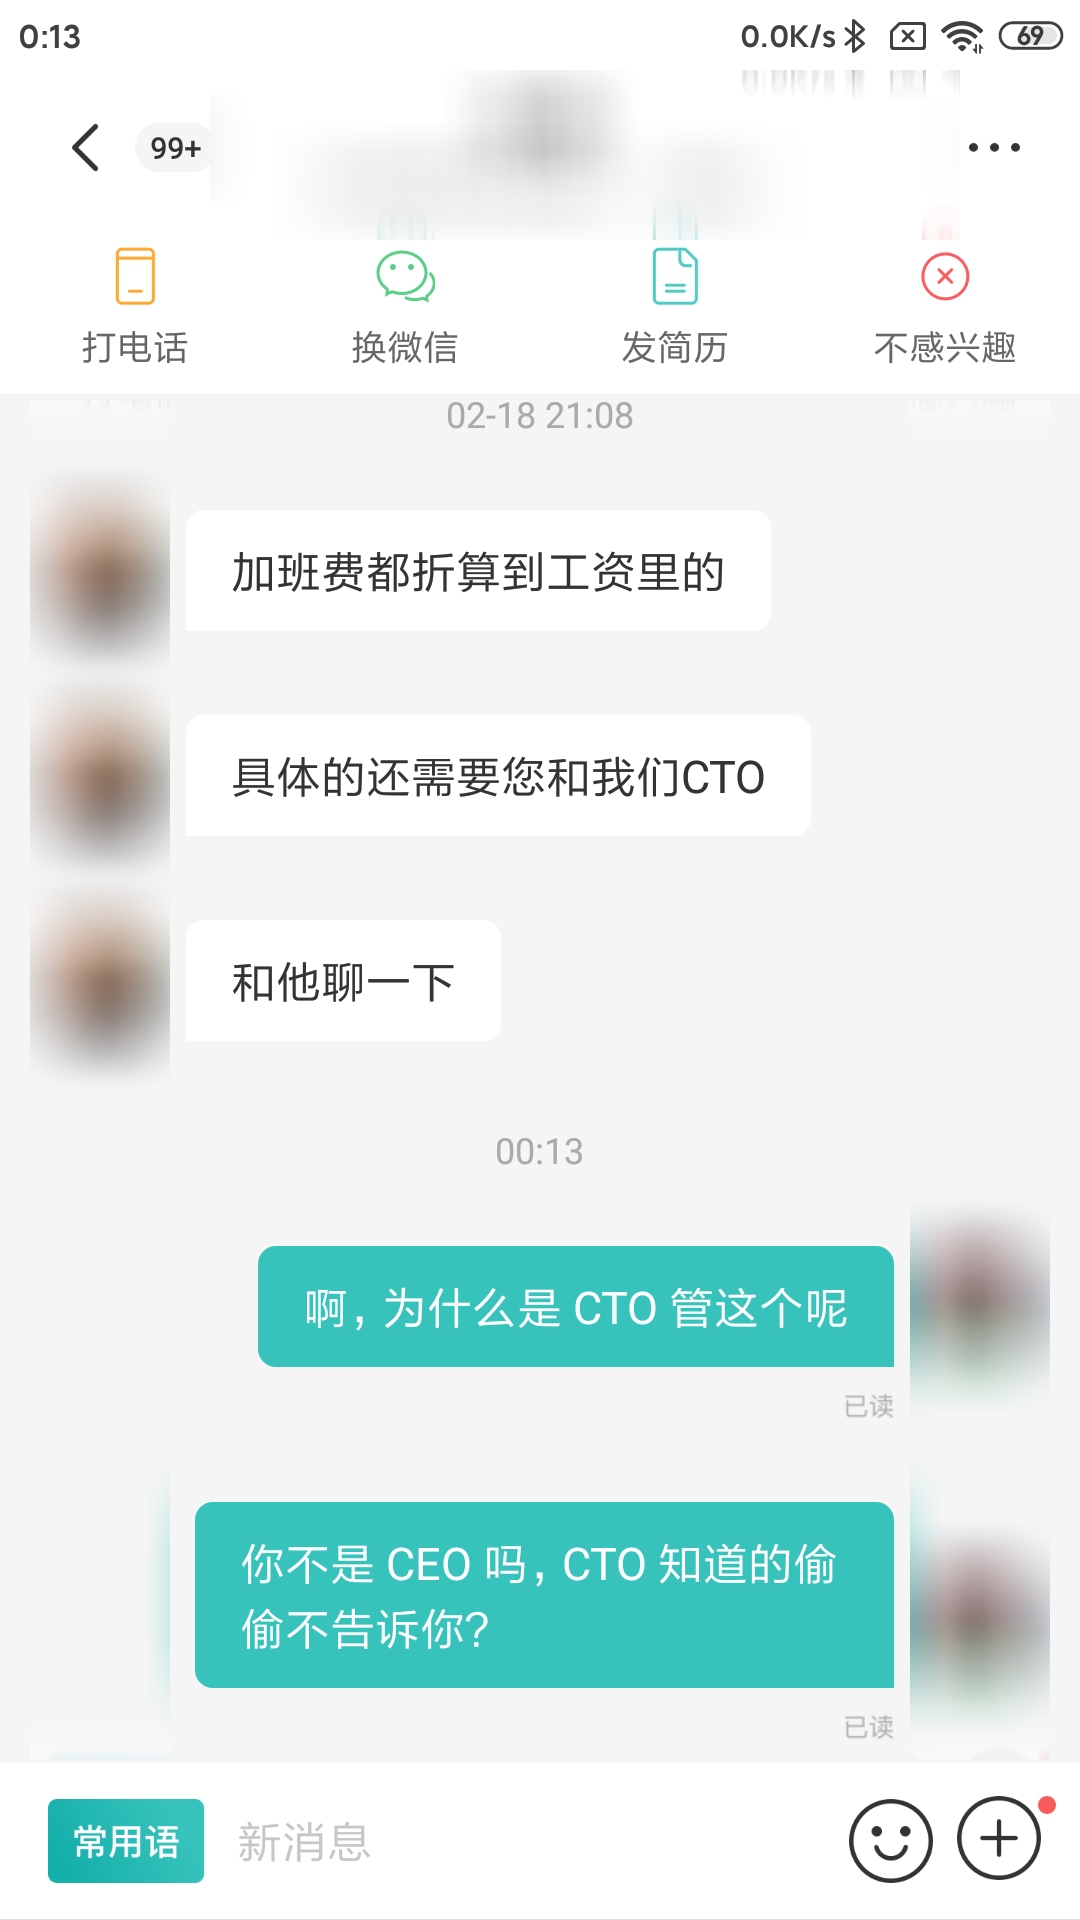 0:13 0.0K/s 69
99+
打电话 换微信 发简历 不感兴趣
02-18 21:08
加班费都折算到工资里的
具体的还需要您和我们CTO
和他聊一下
00:13
啊，为什么是 CTO 管这个呢
已读
你不是 CEO 吗，CTO 知道的偷
偷不告诉你？
已读
常用语 新消息